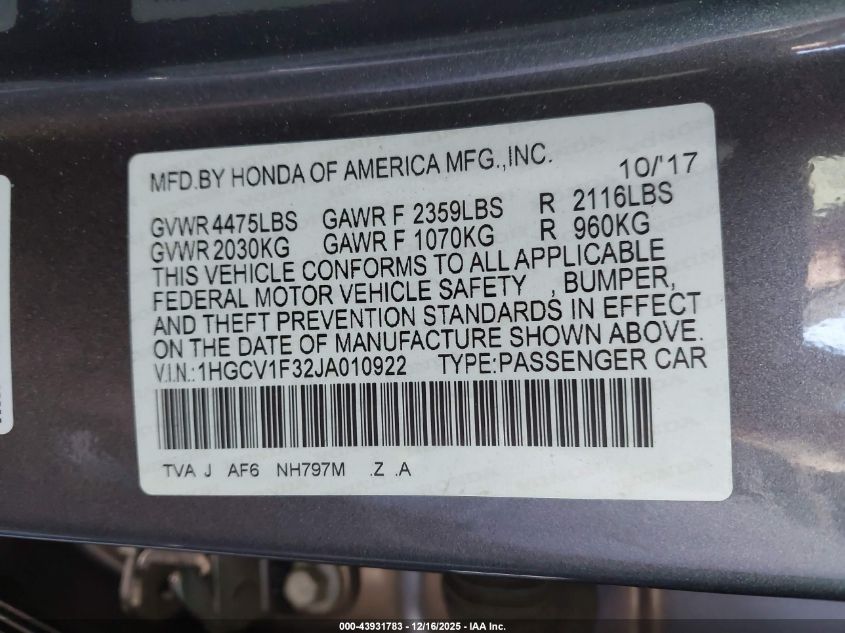 MFD.BY HONDA OF AMERICA MFG.,INC. 10/'17
GVWR 4475LBS GAWR F 2359LBS R 2116LBS
GVWR 2030KG GAWR F 1070KG R 960KG
THIS VEHICLE CONFORMS TO ALL APPLICABLE
FEDERAL MOTOR VEHICLE SAFETY , BUMPER,
AND THEFT PREVENTION STANDARDS IN EFFECT
ON THE DATE OF MANUFACTURE SHOWN ABOVE.
V.I.N.: 1HGCV1F32JA010922 TYPE:PASSENGER CAR
TVA J AF6 NH797M .Z .A
000-43931783 - 12/16/2025 - IAA Inc.